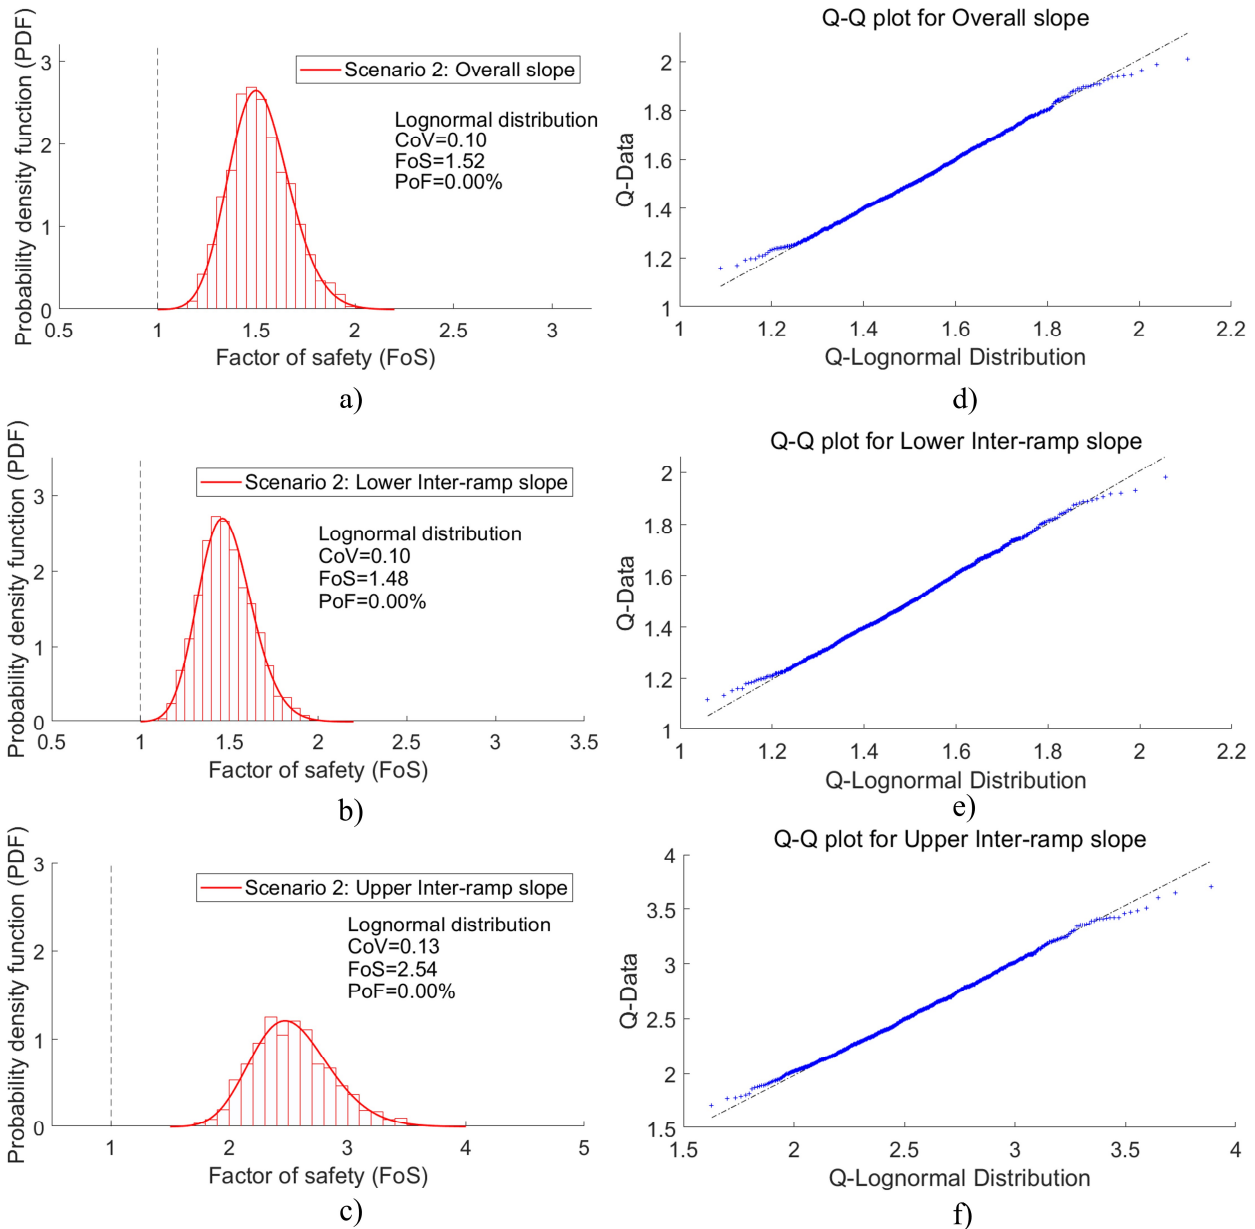 Probability density function (PDF)
3
2
1
0
Scenario 2: Overall slope
Lognormal distribution
CoV=0.10
FoS=1.52
PoF=0.00%
0.5 1 1.5 2 2.5 3
Factor of safety (FoS)
a)
Q-Q plot for Overall slope
Q-Data
2
1.8
1.6
1.4
1.2
1
1 1.2 1.4 1.6 1.8 2 2.2
Q-Lognormal Distribution
d)
Probability density function (PDF)
3
2
1
0
Scenario 2: Lower Inter-ramp slope
Lognormal distribution
CoV=0.10
FoS=1.48
PoF=0.00%
0.5 1 1.5 2 2.5 3 3.5
Factor of safety (FoS)
b)
Q-Q plot for Lower Inter-ramp slope
Q-Data
2
1.8
1.6
1.4
1.2
1
1 1.2 1.4 1.6 1.8 2 2.2
Q-Lognormal Distribution
e)
Probability density function (PDF)
3
2
1
0
Scenario 2: Upper Inter-ramp slope
Lognormal distribution
CoV=0.13
FoS=2.54
PoF=0.00%
1 2 3 4 5
Factor of safety (FoS)
c)
Q-Q plot for Upper Inter-ramp slope
Q-Data
4
3.5
3
2.5
2
1.5
1.5 2 2.5 3 3.5 4
Q-Lognormal Distribution
f)